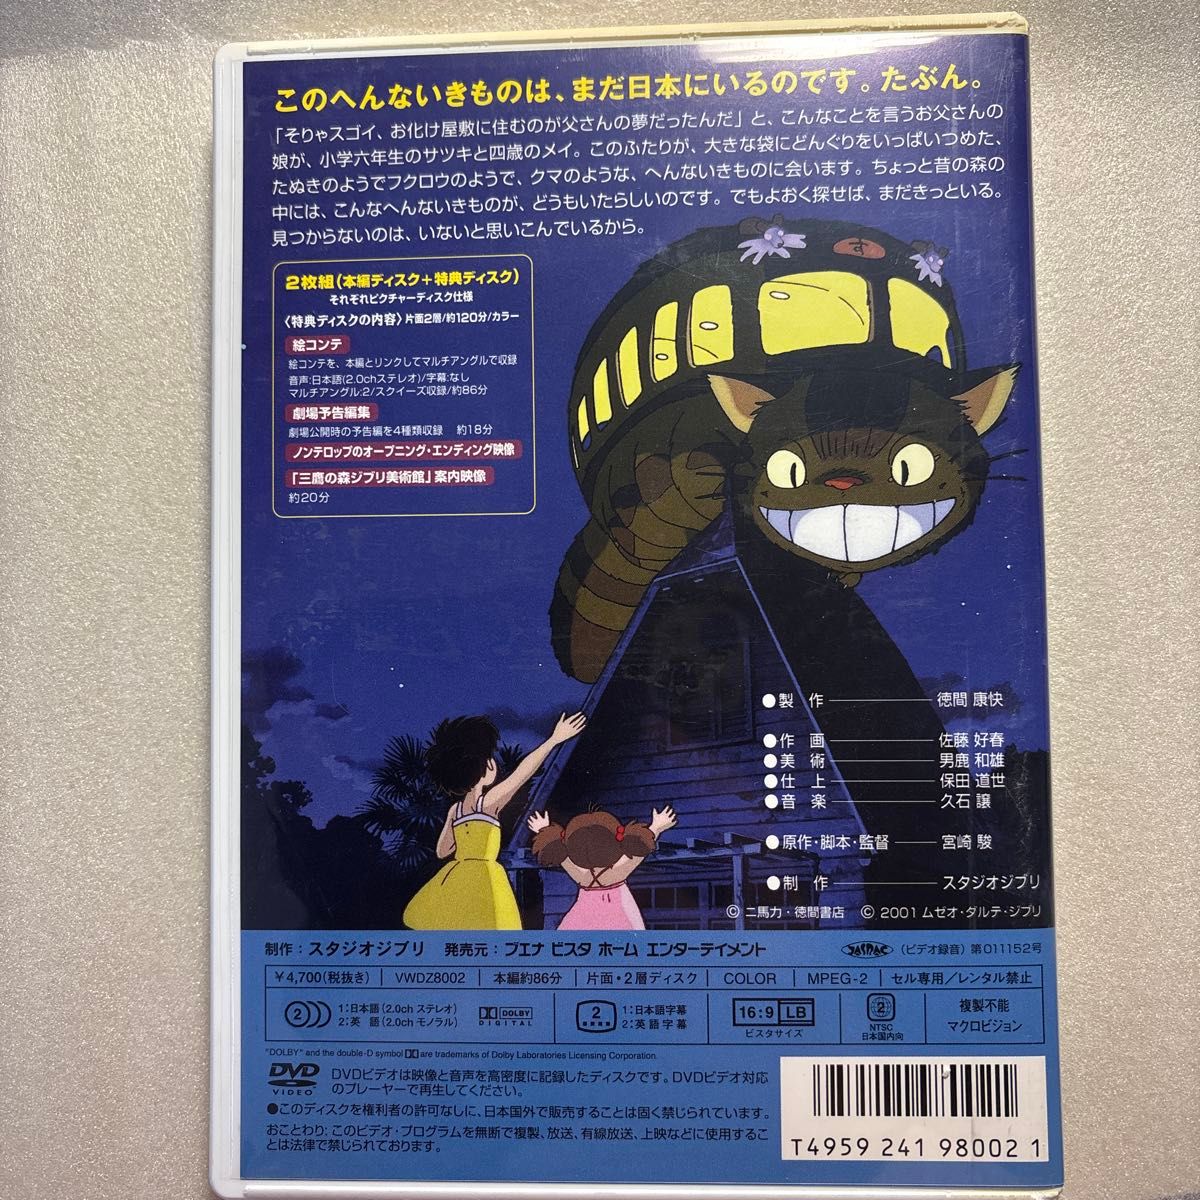 このへんないきものは、まだ日本にいるのです。たぶん。
「そりゃスゴイ、お化け屋敷に住むのが父さんの夢だったんだ」と、こんなことを言うお父さんの
娘が、小学六年生のサツキと四歳のメイ。このふたりが、大きな袋にどんぐりをいっぱいつめた、
たぬきのようでフクロウのようで、クマのような、へんないきものに会います。ちょっと昔の森の
中には、こんなへんないきものが、どうもいたらしいのです。でもよおく探せば、まだきっといる。
見つからないのは、いないと思いこんでいるから。
す
2枚組(本編ディスク+特典ディスク)
それぞれピクチャーディスク仕様
〈特典ディスクの内容〉片面2層/約120分/カラー
絵コンテ
絵コンテを、本編とリンクしてマルチアングルで収録
音声:日本語(2.0chステレオ)/字幕:なし
マルチアングル:2/スクイーズ収録/約86分
劇場予告編集
劇場公開時の予告編を4種類収録 約18分
ノンテロップのオープニング・エンディング映像
「三鷹の森ジブリ美術館」案内映像
約20分
●製 作 徳間 康快
●作 画 佐藤 好春
●美 術 男鹿 和雄
●仕 上 保田 道世
●音 楽 久石 譲
●原作・脚本・監督 宮崎 駿
●制 作 スタジオジブリ
© 二馬力・徳間書店 © 2001 ムゼオ・ダルテ・ジブリ
制作：スタジオジブリ 発売元：ブエナ ビスタ ホーム エンターテイメント JASRAC (ビデオ録音)第011152号
￥4,700(税抜き) VWDZ8002 本編約86分 片面・2層ディスク COLOR MPEG-2 セル専用/レンタル禁止
2 1:日本語(2.0ch ステレオ) DOLBY 2 1:日本語字幕 16:9 LB 2 複製不能
2:英 語(2.0ch モノラル) DIGITAL 2:英語字幕 ビスタサイズ NTSC 日本国内向 マクロビジョン
"DOLBY" and the double-D symbol are trademarks of Dolby Laboratories Licensing Corporation.
DVD VIDEO DVDビデオは映像と音声を高密度に記録したディスクです。DVDビデオ対応
のプレーヤーで再生してください。
●このディスクを権利者の許可なしに、日本国外で販売することは固く禁じられています。
おことわり:このビデオ・プログラムを無断で複製、放送、有線放送、上映などに使用するこ
とは法律で禁じられております。
T4959 241 98002 1